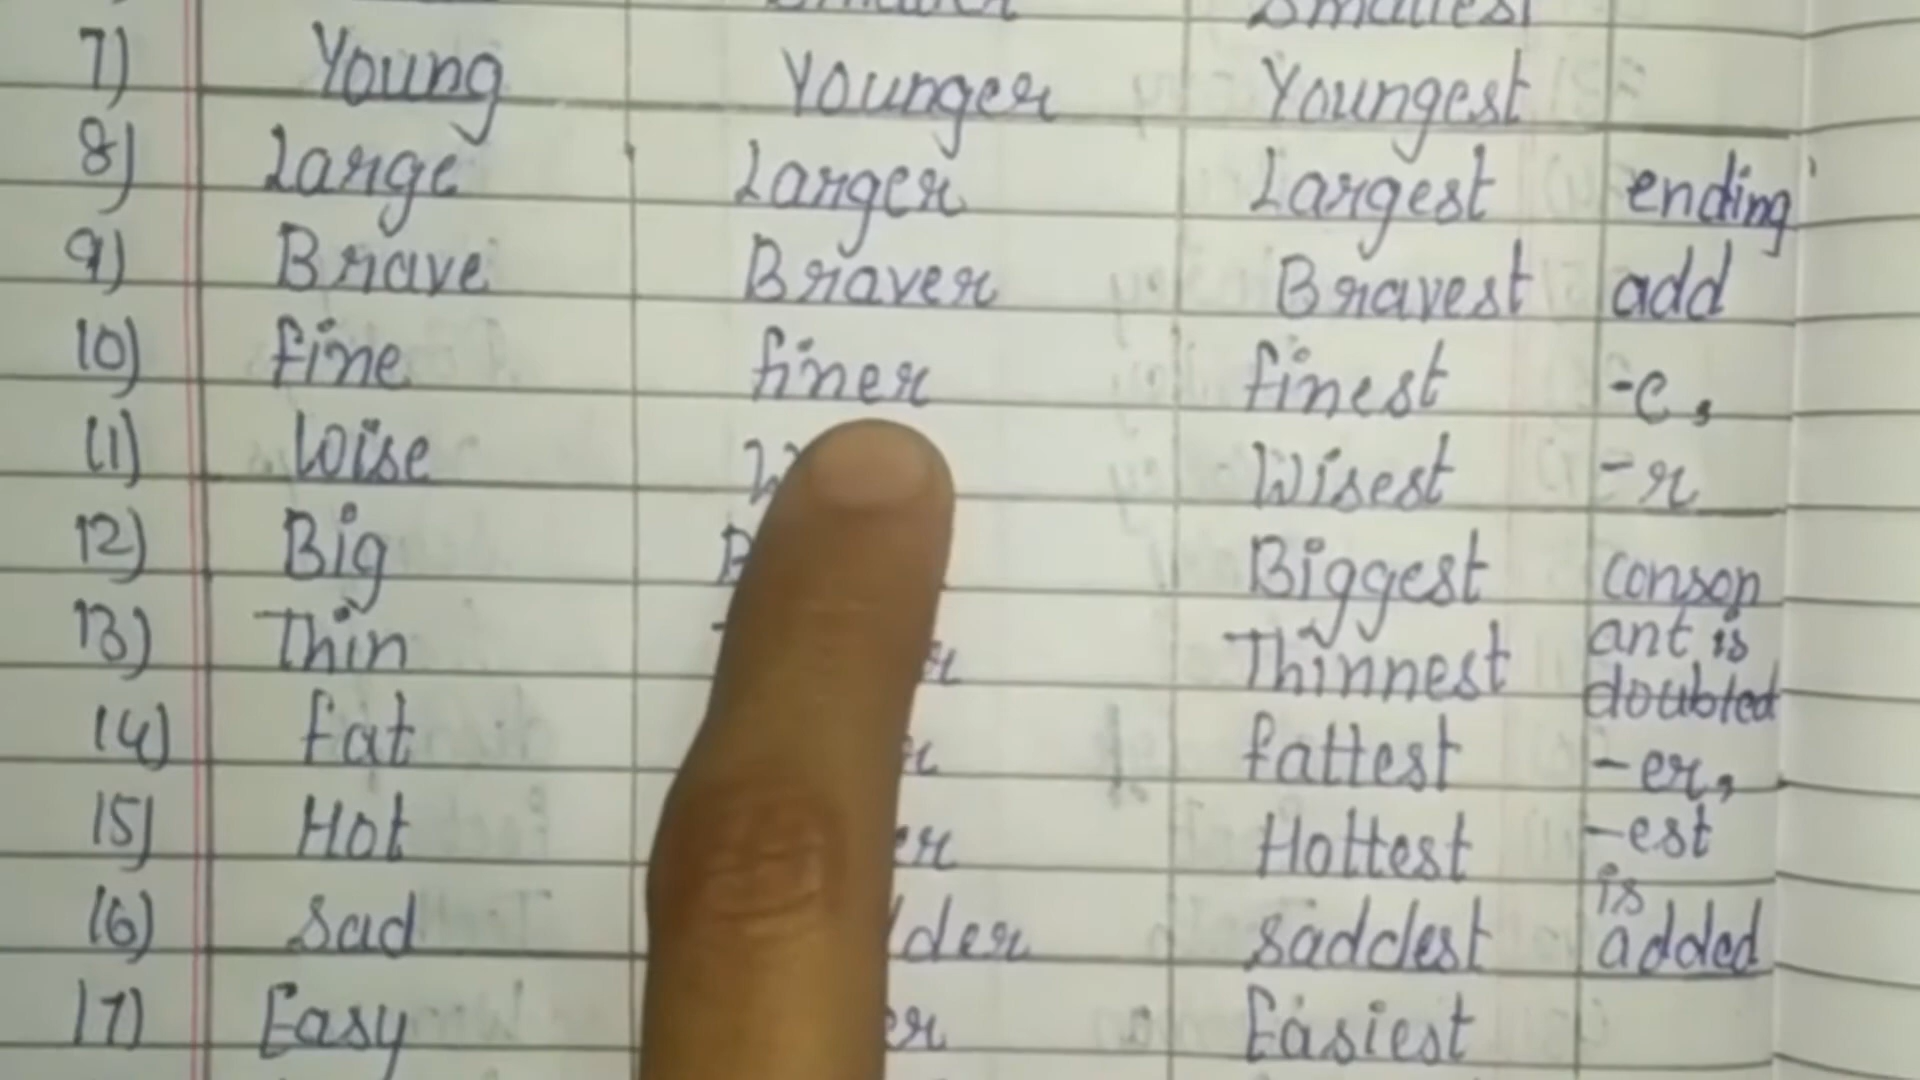 7) Young Younger Youngest
8) Large Larger Largest ending
9) Brave Braver Bravest add
10) fine finer finest -e,
11) Wise Wisest -r
12) Big Biggest conson
13) Thin Thinnest ant is
doubled
14) fat fattest -er,
15) Hot Hottest -est
is
16) Sad saddest added
17) Easy Easiest